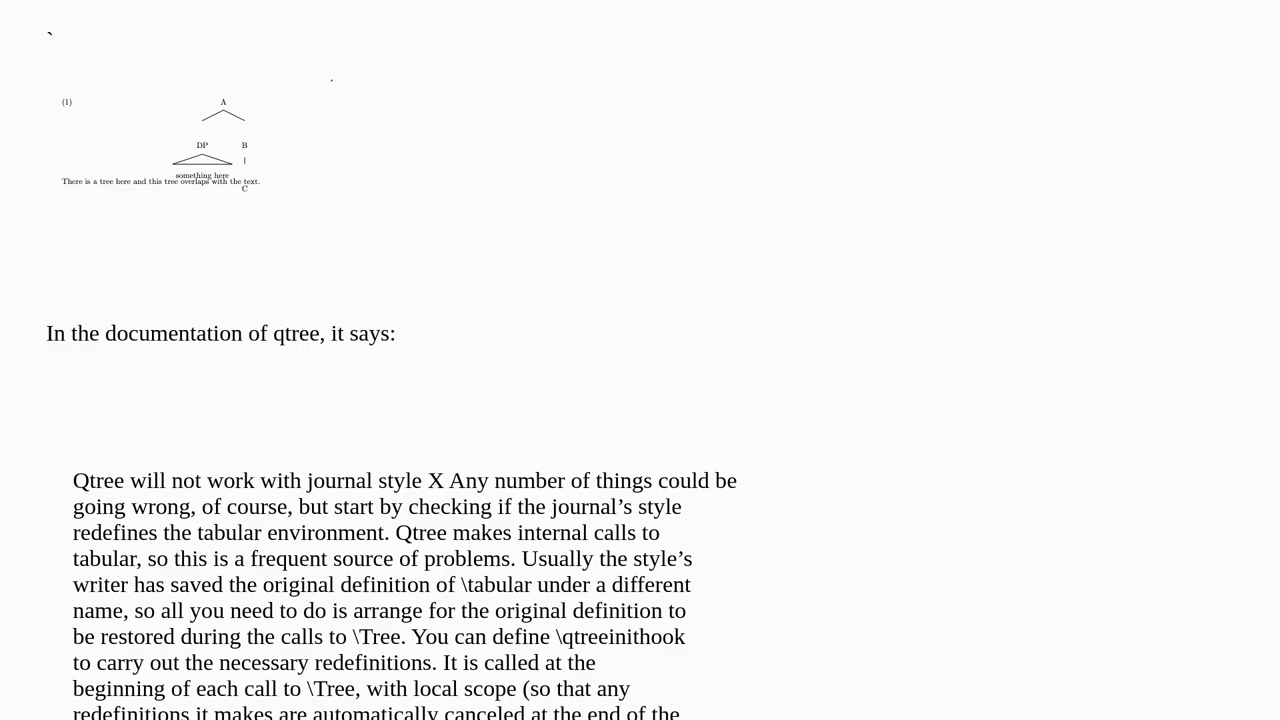 `
(1)
A
DP B
something here
There is a tree here and this tree overlaps with the text.
C
In the documentation of qtree, it says:
Qtree will not work with journal style X Any number of things could be
going wrong, of course, but start by checking if the journal’s style
redefines the tabular environment. Qtree makes internal calls to
tabular, so this is a frequent source of problems. Usually the style’s
writer has saved the original definition of \tabular under a different
name, so all you need to do is arrange for the original definition to
be restored during the calls to \Tree. You can define \qtreeinithook
to carry out the necessary redefinitions. It is called at the
beginning of each call to \Tree, with local scope (so that any
redefinitions it makes are automatically canceled at the end of the